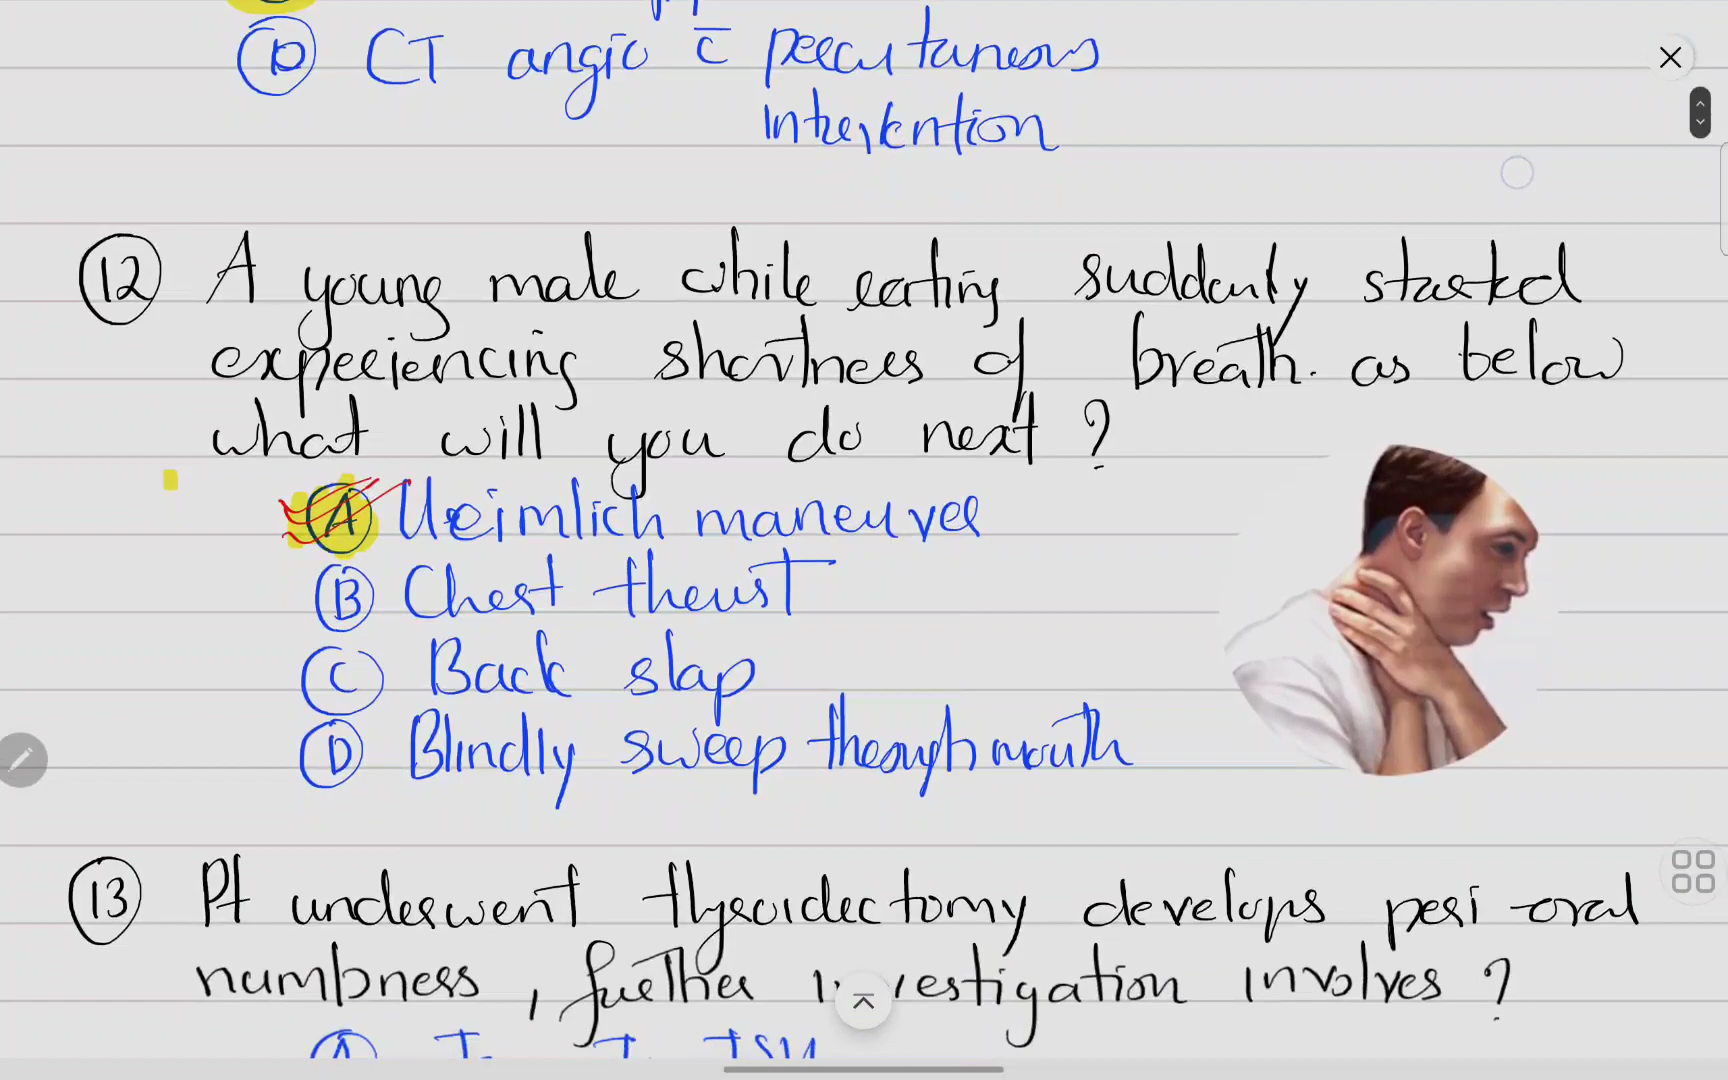 D CT angio c̄ percutaneous
intervention
12 A young male while eating suddenly started
experiencing shortness of breath. as below
what will you do next ?
A Heimlich maneuver
B Chest thrust
C Back slap
D Blindly sweep through mouth
13 Pt underwent thyroidectomy develops peri oral
numbness, further investigation involves ?
A